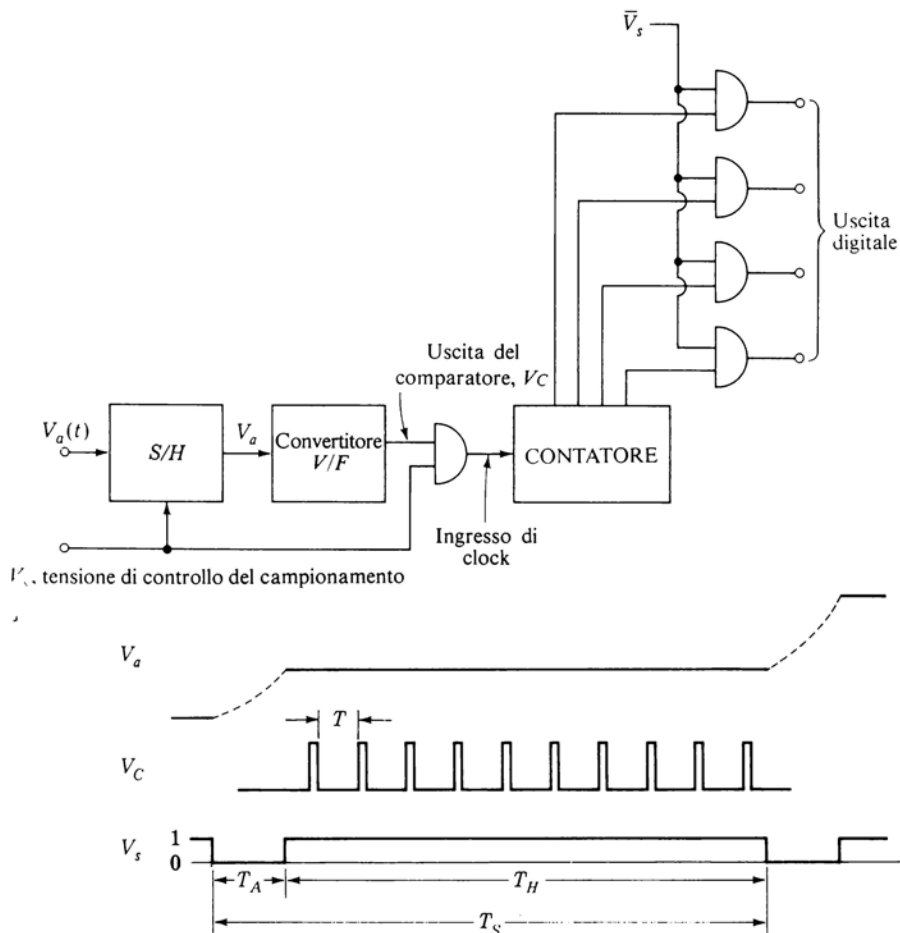 V̄s
Uscita
digitale
Uscita del
comparatore, VC
Va(t)
S/H
Va
Convertitore
V/F
CONTATORE
Ingresso di
clock
, tensione di controllo del campionamento
Va
T
VC
Vs
1
0
TA
TH
TS